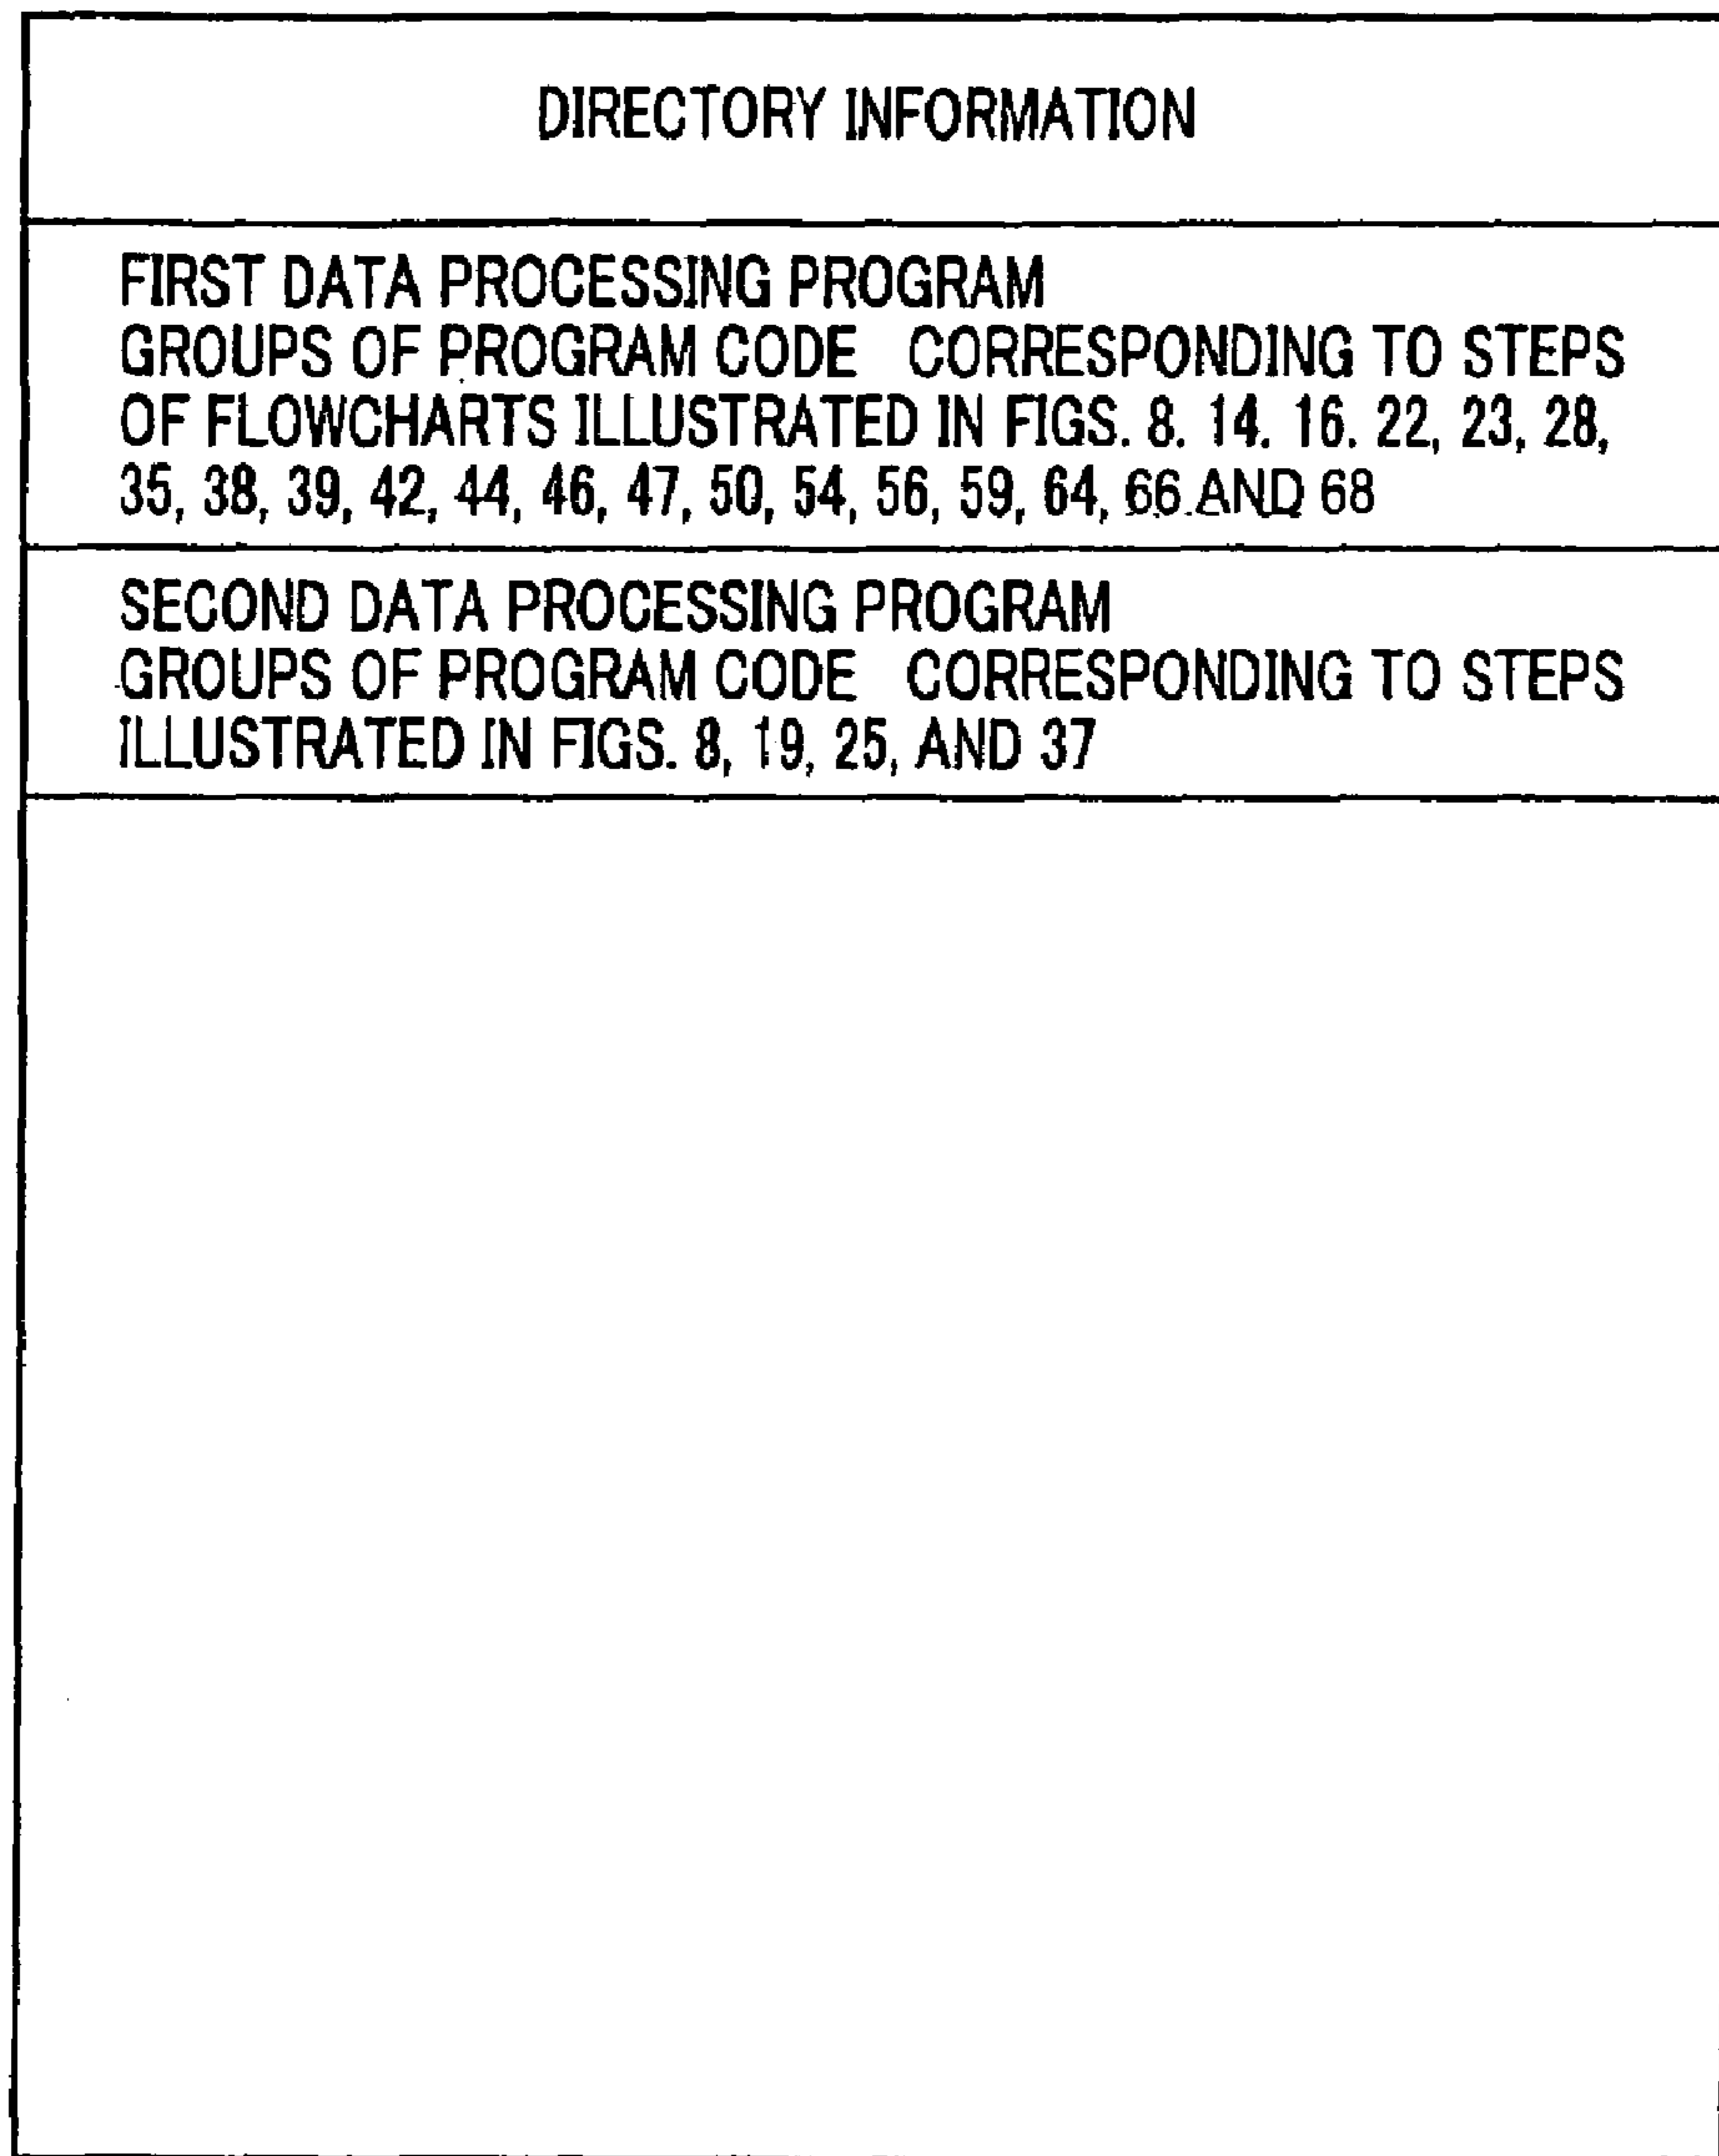 DIRECTORY INFORMATION
FIRST DATA PROCESSING PROGRAM
GROUPS OF PROGRAM CODE CORRESPONDING TO STEPS
OF FLOWCHARTS ILLUSTRATED IN FIGS. 8. 14. 16. 22, 23, 28,
35, 38, 39, 42, 44, 46, 47, 50, 54, 56, 59, 64, 66 AND 68
SECOND DATA PROCESSING PROGRAM
GROUPS OF PROGRAM CODE CORRESPONDING TO STEPS
ILLUSTRATED IN FIGS. 8, 19, 25, AND 37